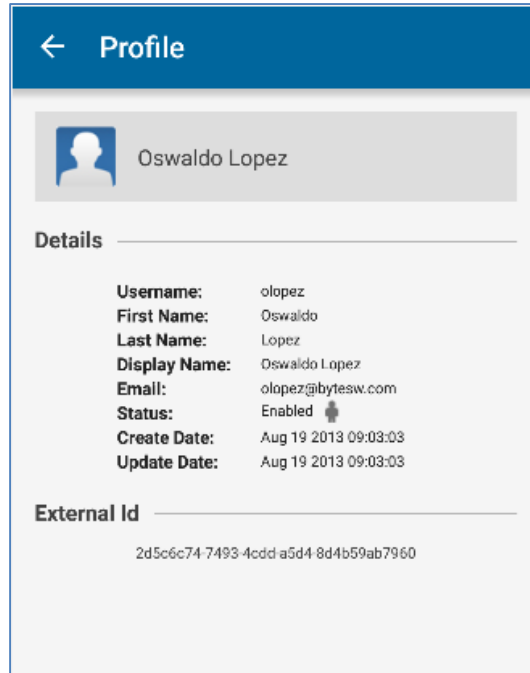 Profile
Oswaldo Lopez
Details
Username: olopez
First Name: Oswaldo
Last Name: Lopez
Display Name: Oswaldo Lopez
Email: olopez@bytesw.com
Status: Enabled
Create Date: Aug 19 2013 09:03:03
Update Date: Aug 19 2013 09:03:03
External Id
2d5c6c74-7493-4cdd-a5d4-8d4b59ab7960